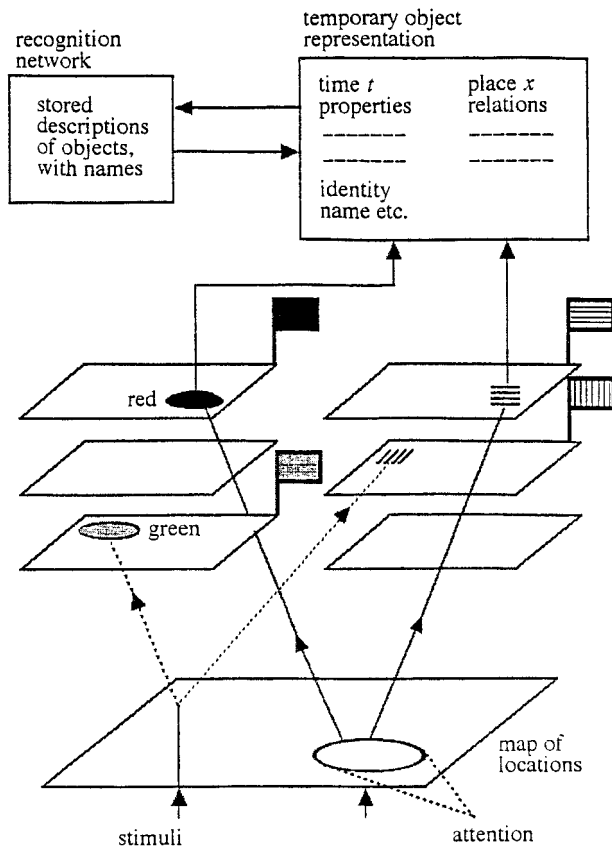 recognition
network
temporary object
representation
stored
descriptions
of objects,
with names
time t
properties
place x
relations
identity
name etc.
red
green
map of
locations
stimuli
attention